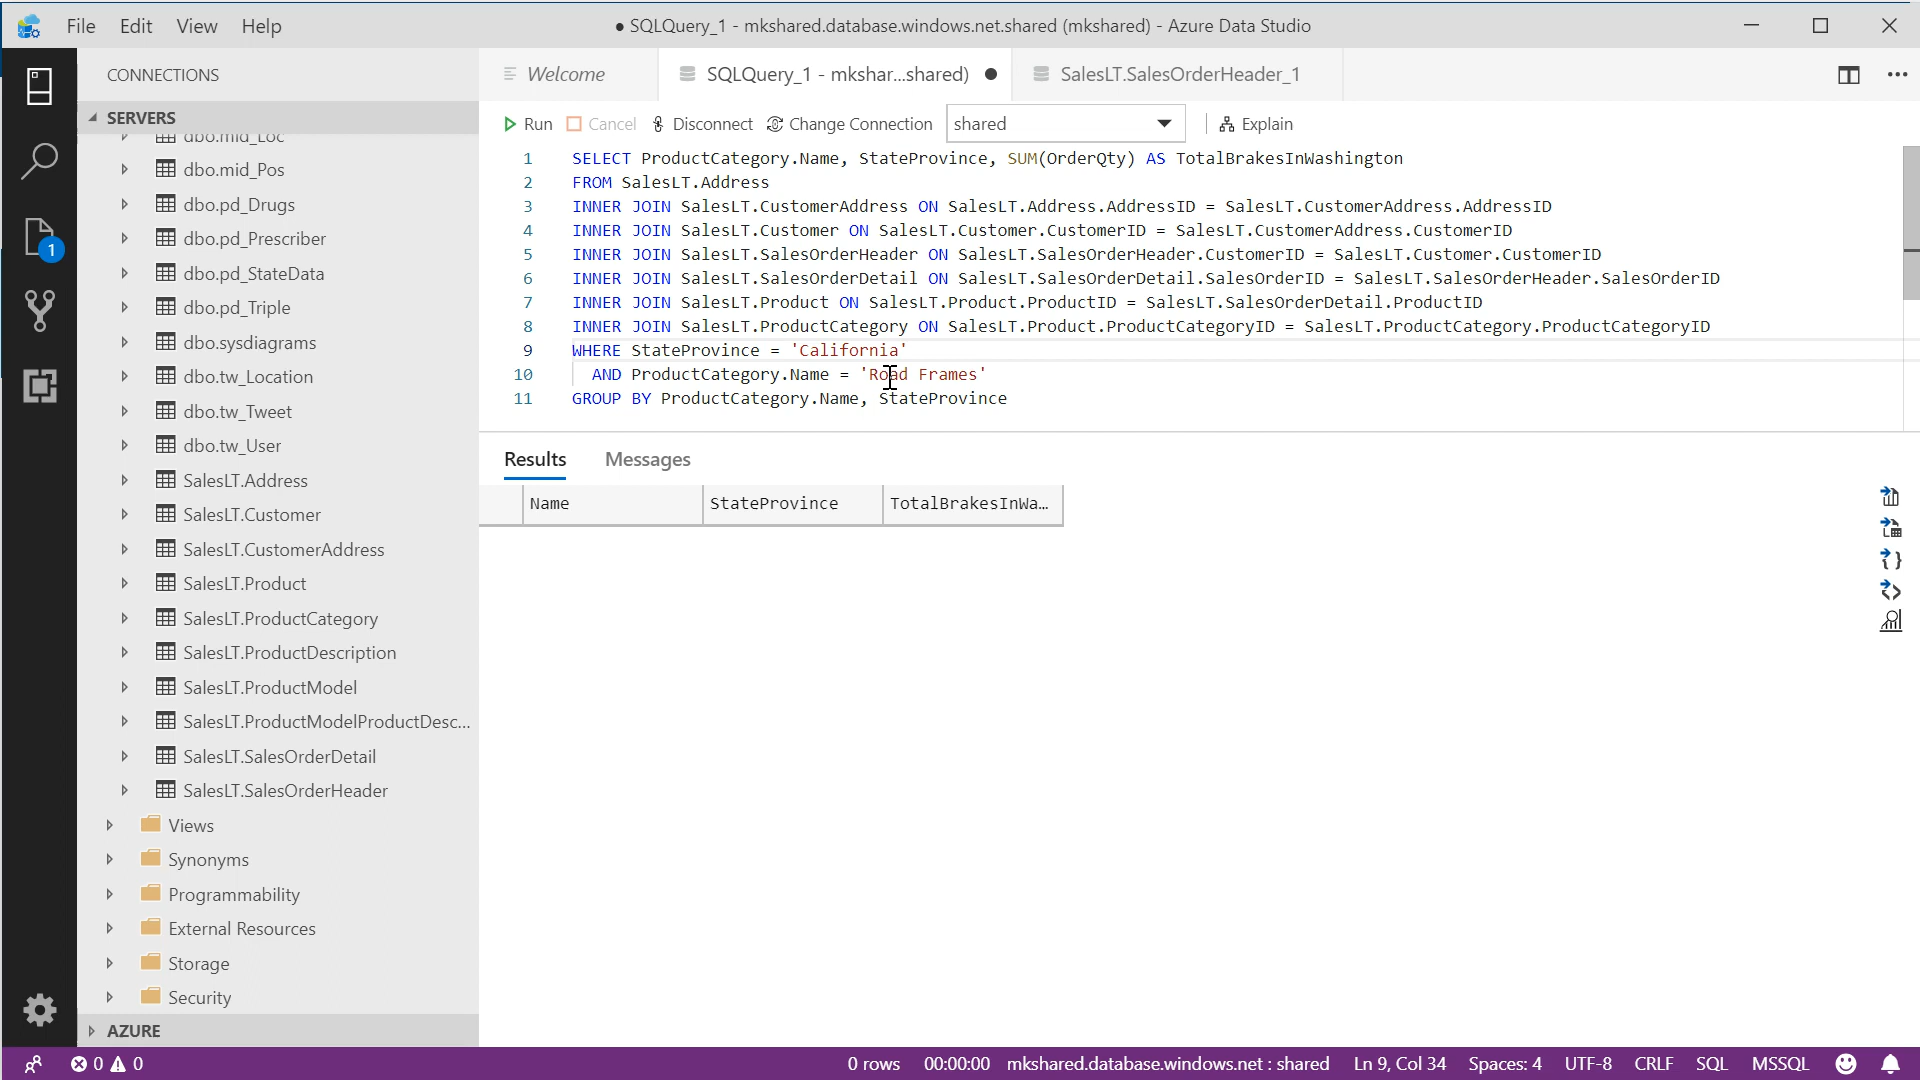 File Edit View Help
● SQLQuery_1 - mkshared.database.windows.net.shared (mkshared) - Azure Data Studio
CONNECTIONS
Welcome
SQLQuery_1 - mkshar...shared) ●
SalesLT.SalesOrderHeader_1
SERVERS
Run Cancel Disconnect Change Connection shared Explain
dbo.mid_Loc
dbo.mid_Pos
dbo.pd_Drugs
dbo.pd_Prescriber
dbo.pd_StateData
dbo.pd_Triple
dbo.sysdiagrams
dbo.tw_Location
dbo.tw_Tweet
dbo.tw_User
SalesLT.Address
SalesLT.Customer
SalesLT.CustomerAddress
SalesLT.Product
SalesLT.ProductCategory
SalesLT.ProductDescription
SalesLT.ProductModel
SalesLT.ProductModelProductDesc...
SalesLT.SalesOrderDetail
SalesLT.SalesOrderHeader
Views
Synonyms
Programmability
External Resources
Storage
Security
AZURE
1
1 SELECT ProductCategory.Name, StateProvince, SUM(OrderQty) AS TotalBrakesInWashington
2 FROM SalesLT.Address
3 INNER JOIN SalesLT.CustomerAddress ON SalesLT.Address.AddressID = SalesLT.CustomerAddress.AddressID
4 INNER JOIN SalesLT.Customer ON SalesLT.Customer.CustomerID = SalesLT.CustomerAddress.CustomerID
5 INNER JOIN SalesLT.SalesOrderHeader ON SalesLT.SalesOrderHeader.CustomerID = SalesLT.Customer.CustomerID
6 INNER JOIN SalesLT.SalesOrderDetail ON SalesLT.SalesOrderDetail.SalesOrderID = SalesLT.SalesOrderHeader.SalesOrderID
7 INNER JOIN SalesLT.Product ON SalesLT.Product.ProductID = SalesLT.SalesOrderDetail.ProductID
8 INNER JOIN SalesLT.ProductCategory ON SalesLT.Product.ProductCategoryID = SalesLT.ProductCategory.ProductCategoryID
9 WHERE StateProvince = 'California'
10 AND ProductCategory.Name = 'Road Frames'
11 GROUP BY ProductCategory.Name, StateProvince
Results Messages
Name StateProvince TotalBrakesInWa...
0 0 0 rows 00:00:00 mkshared.database.windows.net : shared Ln 9, Col 34 Spaces: 4 UTF-8 CRLF SQL MSSQL